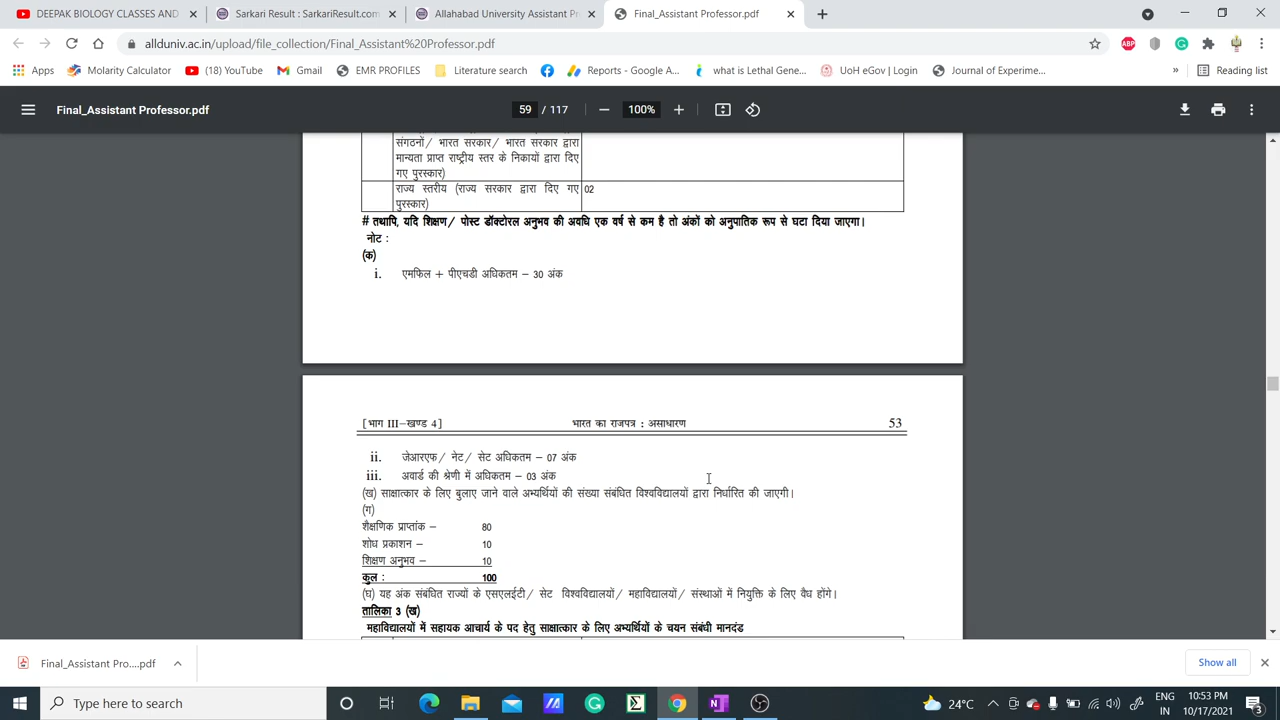 DEEPAK BIOLOGY CLASSES AND
Sarkari Result : SarkariResult.com
Allahabad University Assistant Pr
Final_Assistant Professor.pdf
allduniv.ac.in/upload/file_collection/Final_Assistant%20Professor.pdf
ABP
Apps
Molarity Calculator
(18) YouTube
Gmail
EMR PROFILES
Literature search
Reports - Google A...
what is Lethal Gene...
UoH eGov | Login
Journal of Experime...
»
Reading list
Final_Assistant Professor.pdf
59 / 117
100%
संगठनों/ भारत सरकार/ भारत सरकार द्वारा
मान्यता प्राप्त राष्ट्रीय स्तर के निकायों द्वारा दिए
गए पुरस्कार)
राज्य स्तरीय (राज्य सरकार द्वारा दिए गए 02
पुरस्कार)
# तथापि, यदि शिक्षण/ पोस्ट डॉक्टोरल अनुभव की अवधि एक वर्ष से कम है तो अंकों को अनुपातिक रूप से घटा दिया जाएगा।
नोट :
(क)
i. एमफिल + पीएचडी अधिकतम – 30 अंक
[भाग III–खण्ड 4] भारत का राजपत्र : असाधारण 53
ii. जेआरएफ/ नेट/ सेट अधिकतम – 07 अंक
iii. अवार्ड की श्रेणी में अधिकतम – 03 अंक
(ख) साक्षात्कार के लिए बुलाए जाने वाले अभ्यर्थियों की संख्या संबंधित विश्वविद्यालयों द्वारा निर्धारित की जाएगी।
(ग)
शैक्षणिक प्राप्तांक – 80
शोध प्रकाशन – 10
शिक्षण अनुभव – 10
कुल : 100
(घ) यह अंक संबंधित राज्यों के एसएलईटी/ सेट विश्वविद्यालयों/ महाविद्यालयों/ संस्थाओं में नियुक्ति के लिए वैध होंगे।
तालिका 3 (ख)
महाविद्यालयों में सहायक आचार्य के पद हेतु साक्षात्कार के लिए अभ्यर्थियों के चयन संबंधी मानदंड
Final_Assistant Pro....pdf
Show all
Type here to search
24°C
ENG
IN
10:53 PM
10/17/2021
3